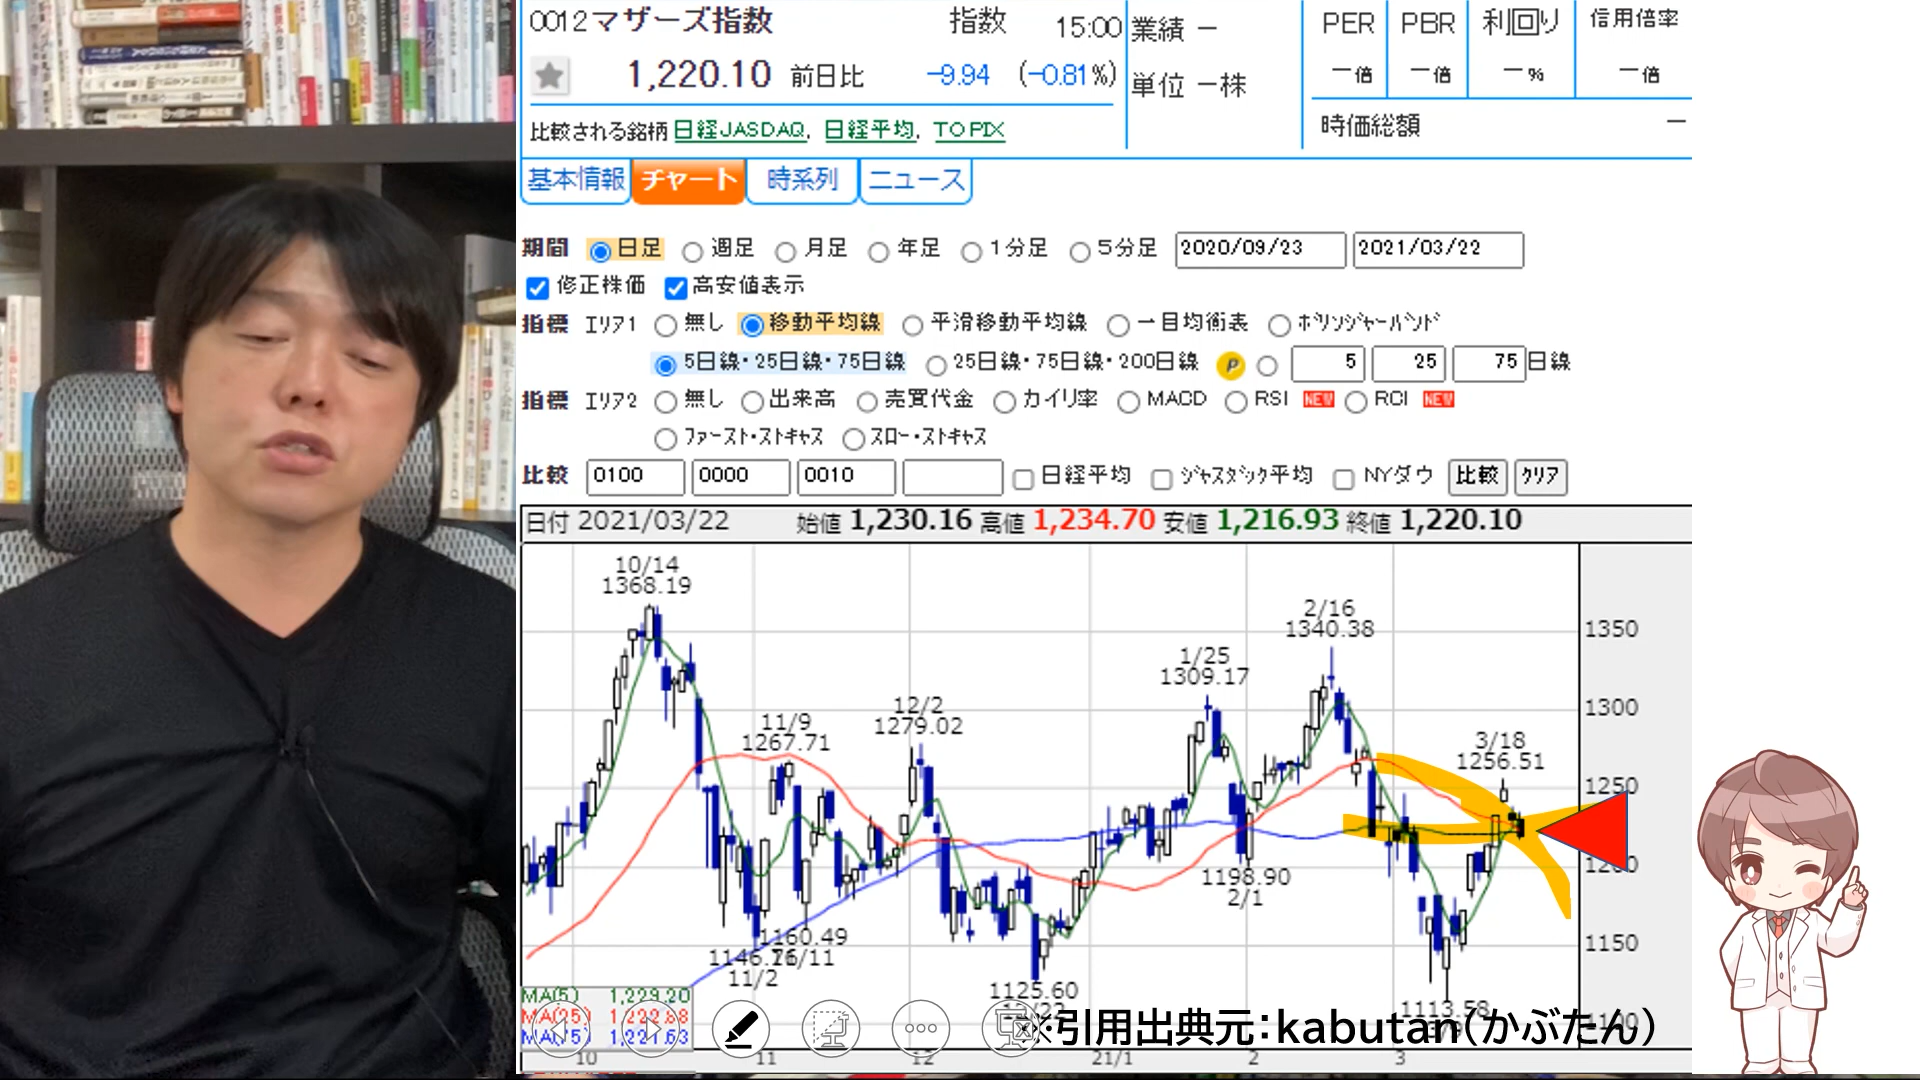 0012マザーズ指数 指数 15:00
1,220.10 前日比 -9.94 (-0.81%)
比較される銘柄 日経JASDAQ, 日経平均, TOPIX
業績 ー
単位 ー株
PER PBR 利回り 信用倍率
ー倍 ー倍 ー% ー倍
時価総額 ー
基本情報 チャート 時系列 ニュース
期間 日足 週足 月足 年足 1分足 5分足 2020/09/23 2021/03/22
修正株価 高安値表示
指標 エリア1 無し 移動平均線 平滑移動平均線 一目均衡表 ボリンジャーバンド
5日線・25日線・75日線 25日線・75日線・200日線 P 5 25 75 日線
指標 エリア2 無し 出来高 売買代金 カイリ率 MACD RSI NEW RCI NEW
ファースト・ストキャス スロー・ストキャス
比較 0100 0000 0010 日経平均 ジャスダック平均 NYダウ 比較 クリア
日付 2021/03/22 始値 1,230.16 高値 1,234.70 安値 1,216.93 終値 1,220.10
10/14
1368.19
2/16
1340.38
1/25
1309.17
12/2
1279.02
11/9
1267.71
3/18
1256.51
1198.90
2/1
1160.49
11/2
1125.60
1113.58
1350
1300
1250
1200
1150
1100
MA(5) 1,229.20
MA(25)
MA(75)
10 11 12 21/1 2 3
※引用出典元:kabutan(かぶたん)